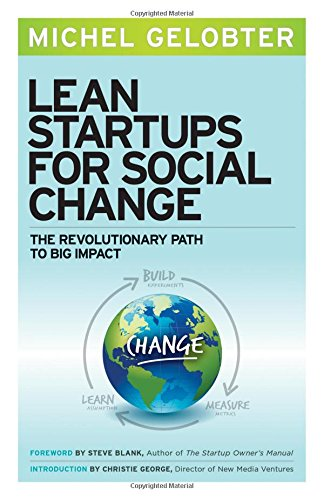 Copyrighted Material
MICHEL GELOBTER
LEAN
STARTUPS
FOR SOCIAL
CHANGE
THE REVOLUTIONARY PATH
TO BIG IMPACT
BUILD
EXPERIMENTS
CHANGE
LEARN
ASSUMPTION
MEASURE
METRICS
FOREWORD BY STEVE BLANK, Author of The Startup Owner's Manual
INTRODUCTION BY CHRISTIE GEORGE, Director of New Media Ventures
Copyrighted Material